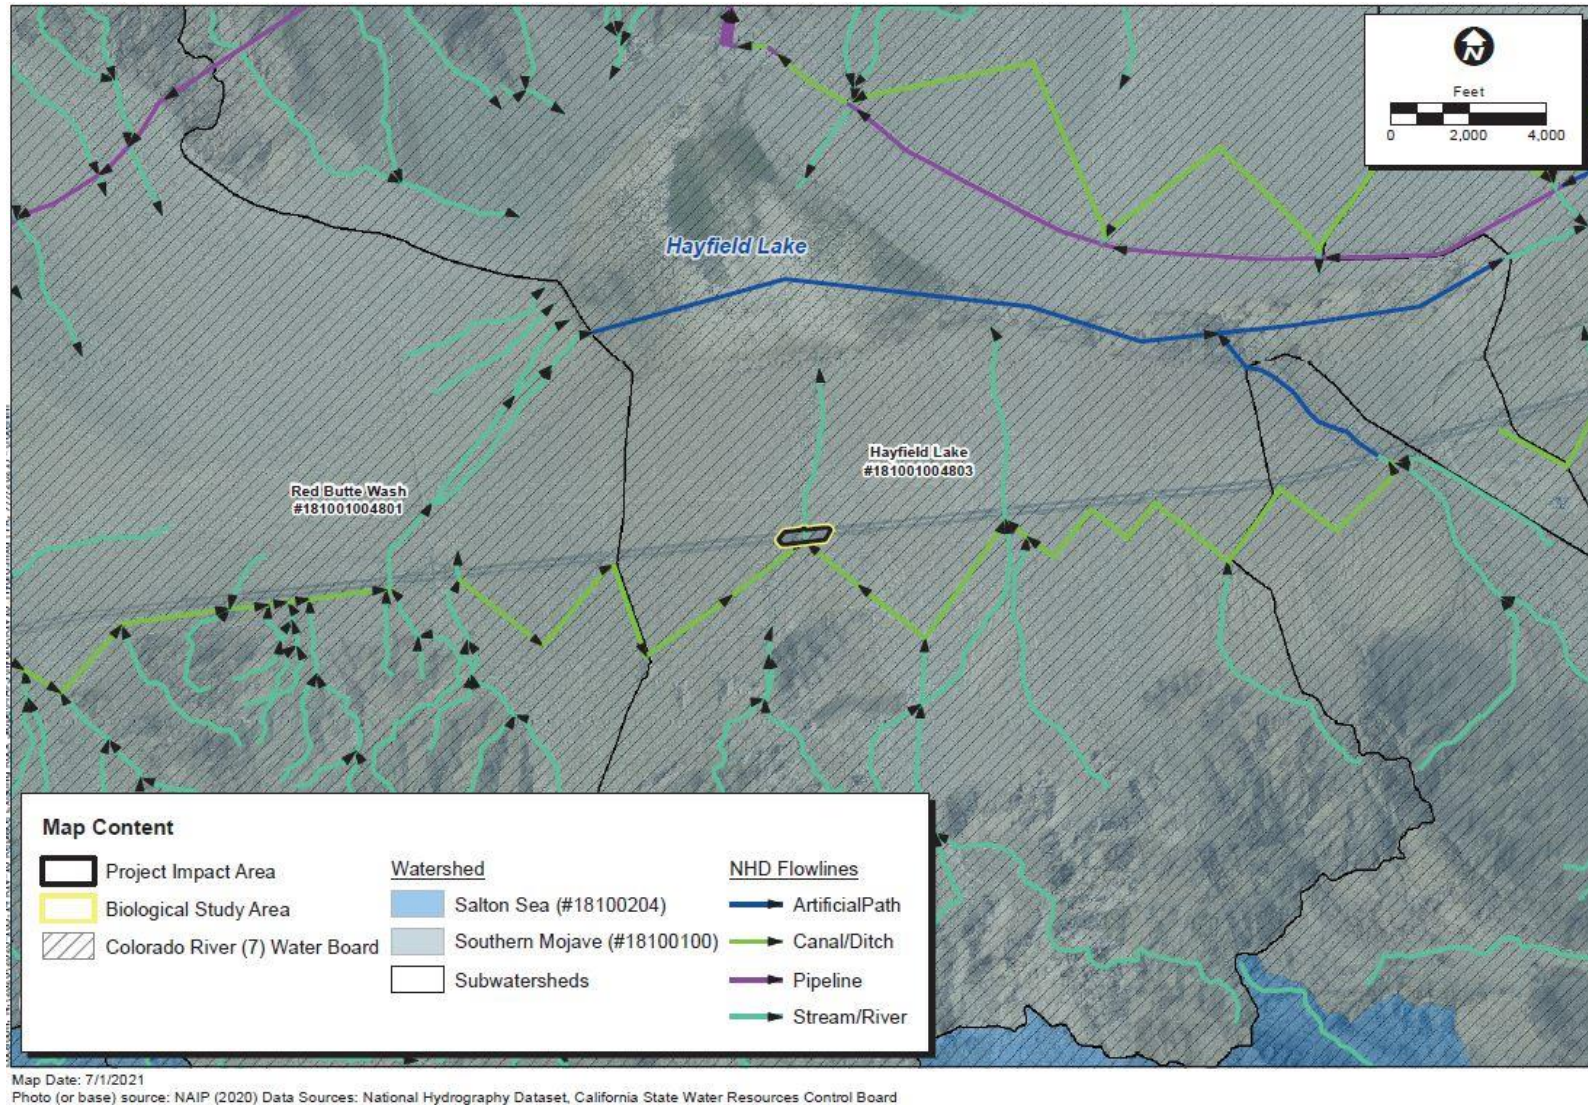 N
Feet
0 2,000 4,000
Hayfield Lake
Hayfield Lake
#181001004803
Red Butte Wash
#181001004801
Map Content
Project Impact Area
Biological Study Area
Colorado River (7) Water Board
Watershed
Salton Sea (#18100204)
Southern Mojave (#18100100)
Subwatersheds
NHD Flowlines
ArtificialPath
Canal/Ditch
Pipeline
Stream/River
Map Date: 7/1/2021
Photo (or base) source: NAIP (2020) Data Sources: National Hydrography Dataset, California State Water Resources Control Board